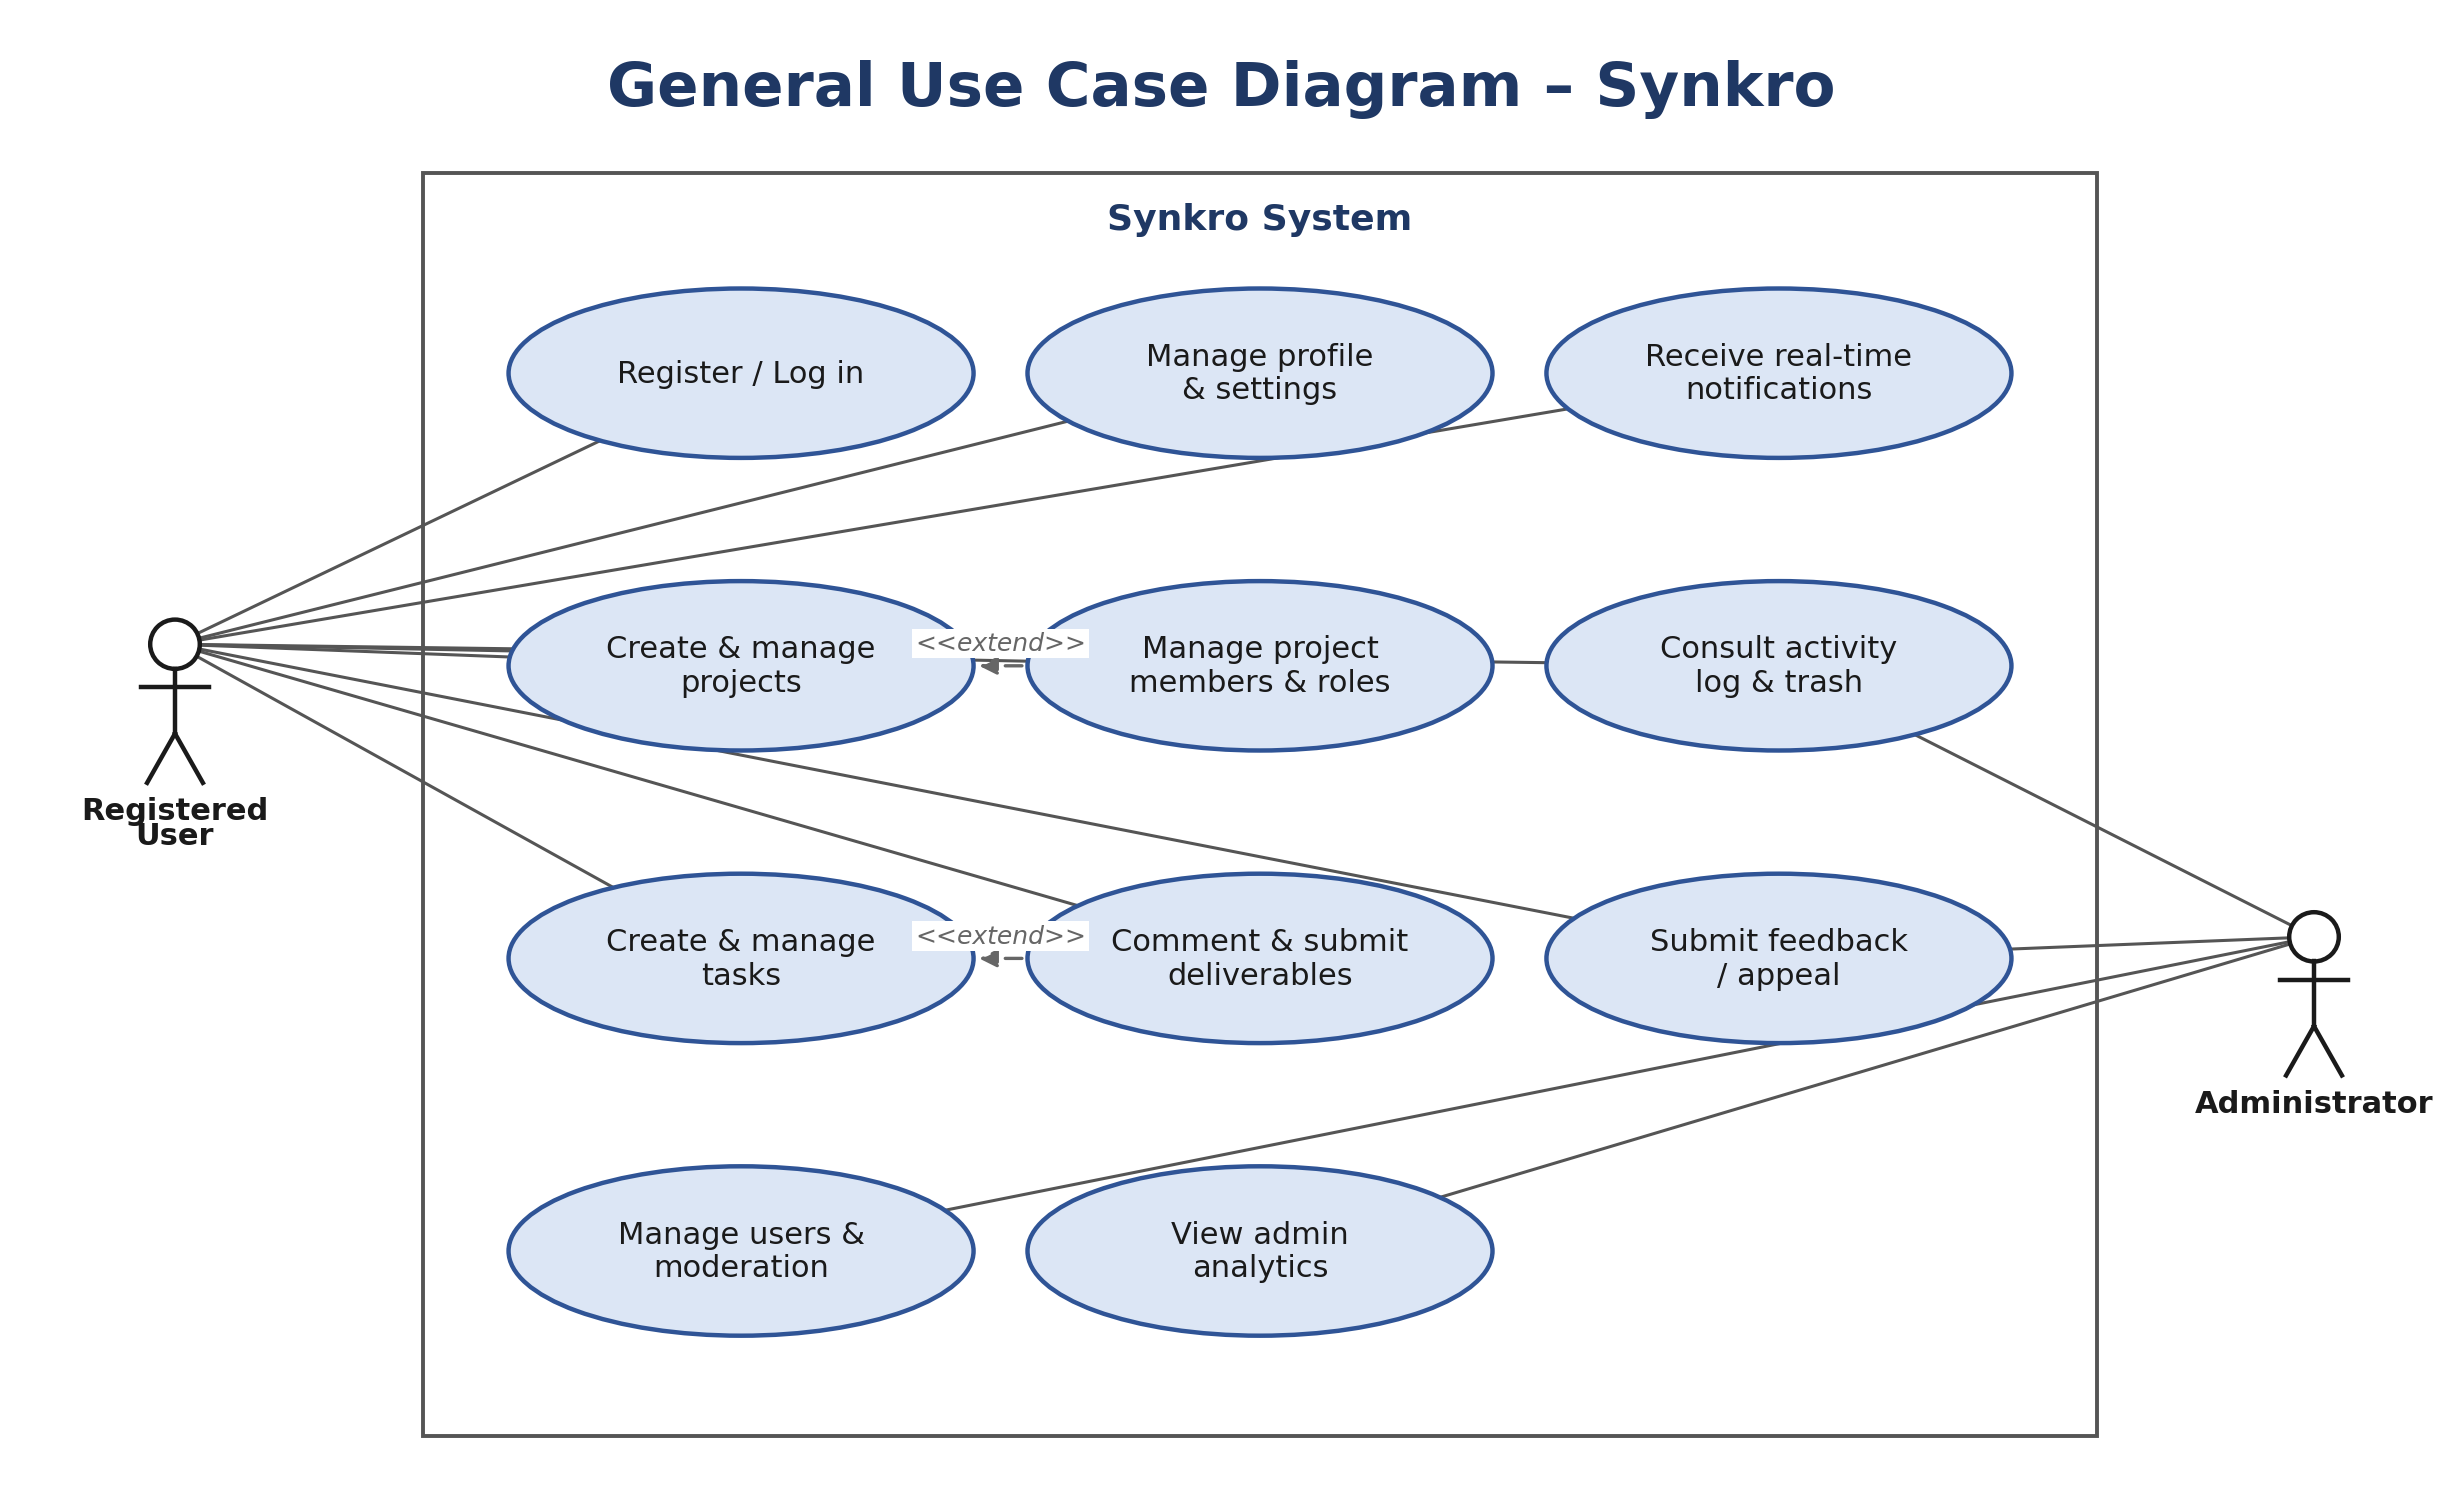 General Use Case Diagram – Synkro
Synkro System
Register / Log in
Manage profile
& settings
Receive real-time
notifications
Create & manage
projects
<<extend>>
Manage project
members & roles
Consult activity
log & trash
Registered
User
Create & manage
tasks
<<extend>>
Comment & submit
deliverables
Submit feedback
/ appeal
Administrator
Manage users &
moderation
View admin
analytics